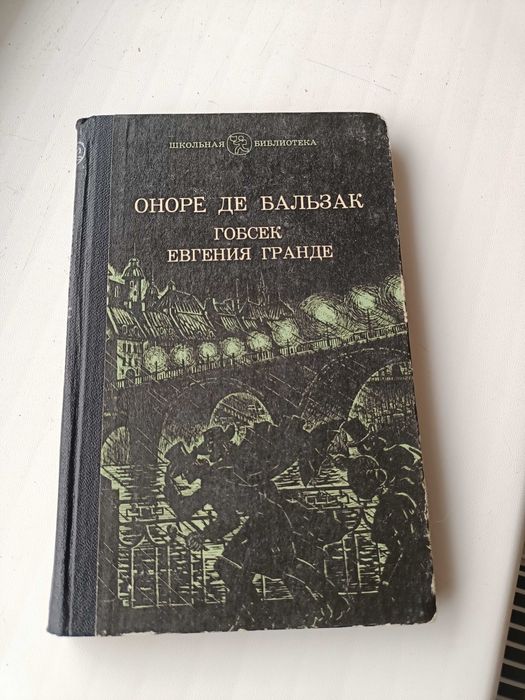 ШКОЛЬНАЯ БИБЛИОТЕКА
ОНОРЕ ДЕ БАЛЬЗАК
ГОБСЕК
ЕВГЕНИЯ ГРАНДЕ